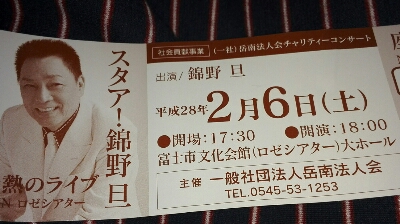 スタア!錦野 旦
熱のライブ
N ロゼシアター
社会貢献事業 (一社)岳南法人会チャリティーコンサート
出演/錦野 旦
平成28年 2月6日(土)
●開場:17:30 ●開演:18:00
富士市文化会館(ロゼシアター)大ホール
主催 一般社団法人岳南法人会
TEL.0545-53-1253